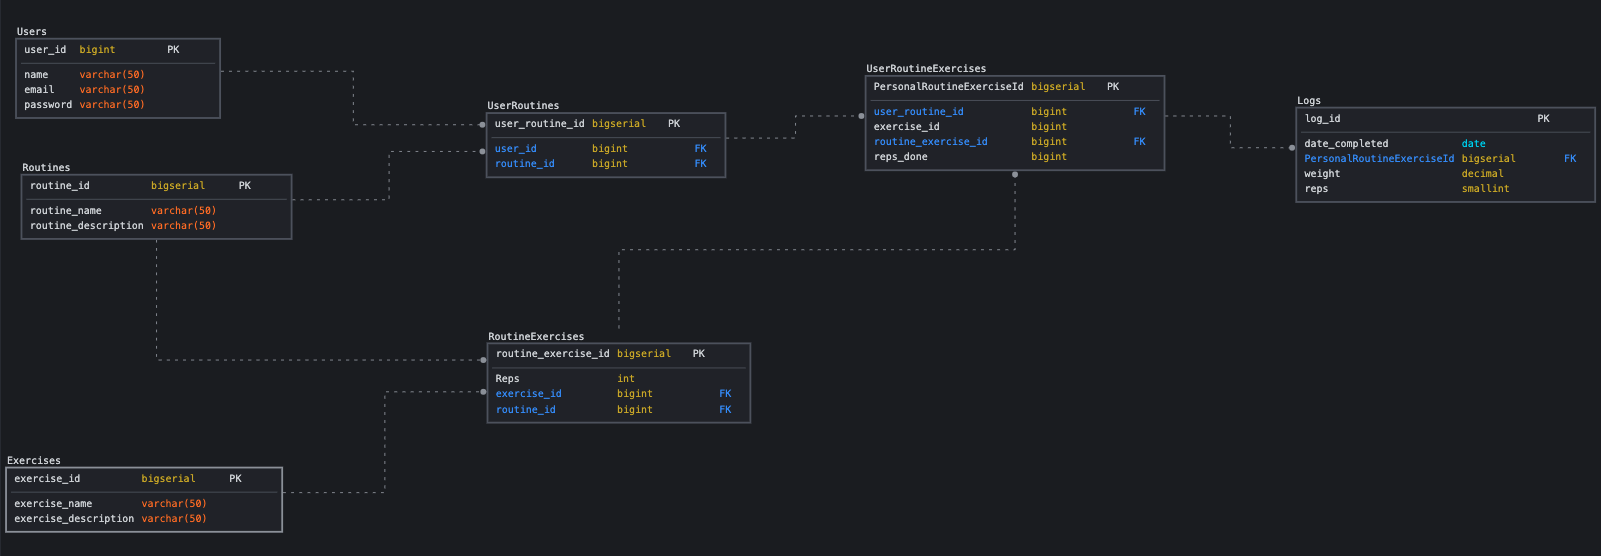 Users
user_id bigint PK
name varchar(50)
email varchar(50)
password varchar(50)
Routines
routine_id bigserial PK
routine_name varchar(50)
routine_description varchar(50)
Exercises
exercise_id bigserial PK
exercise_name varchar(50)
exercise_description varchar(50)
UserRoutines
user_routine_id bigserial PK
user_id bigint FK
routine_id bigint FK
RoutineExercises
routine_exercise_id bigserial PK
Reps int
exercise_id bigint FK
routine_id bigint FK
UserRoutineExercises
PersonalRoutineExerciseId bigserial PK
user_routine_id bigint FK
exercise_id bigint
routine_exercise_id bigint FK
reps_done bigint
Logs
log_id PK
date_completed date
PersonalRoutineExerciseId bigserial FK
weight decimal
reps smallint